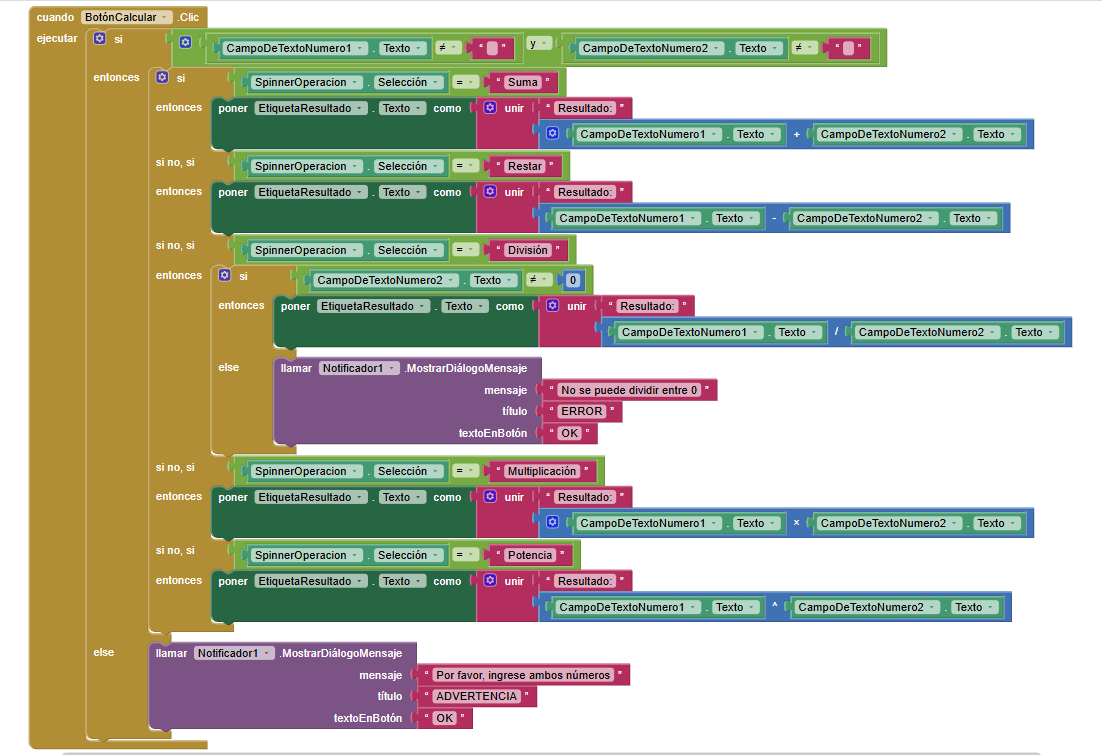 cuando BotónCalcular .Clic
ejecutar si CampoDeTextoNumero1 . Texto ≠ " " y CampoDeTextoNumero2 . Texto ≠ " "
entonces si SpinnerOperacion . Selección = " Suma "
entonces poner EtiquetaResultado . Texto como unir " Resultado: "
CampoDeTextoNumero1 . Texto + CampoDeTextoNumero2 . Texto
si no, si SpinnerOperacion . Selección = " Restar "
entonces poner EtiquetaResultado . Texto como unir " Resultado: "
CampoDeTextoNumero1 . Texto - CampoDeTextoNumero2 . Texto
si no, si SpinnerOperacion . Selección = " División "
entonces si CampoDeTextoNumero2 . Texto ≠ 0
entonces poner EtiquetaResultado . Texto como unir " Resultado: "
CampoDeTextoNumero1 . Texto / CampoDeTextoNumero2 . Texto
else llamar Notificador1 .MostrarDiálogoMensaje
mensaje " No se puede dividir entre 0 "
título " ERROR "
textoEnBotón " OK "
si no, si SpinnerOperacion . Selección = " Multiplicación "
entonces poner EtiquetaResultado . Texto como unir " Resultado: "
CampoDeTextoNumero1 . Texto × CampoDeTextoNumero2 . Texto
si no, si SpinnerOperacion . Selección = " Potencia "
entonces poner EtiquetaResultado . Texto como unir " Resultado: "
CampoDeTextoNumero1 . Texto ^ CampoDeTextoNumero2 . Texto
else llamar Notificador1 .MostrarDiálogoMensaje
mensaje " Por favor, ingrese ambos números "
título " ADVERTENCIA "
textoEnBotón " OK "